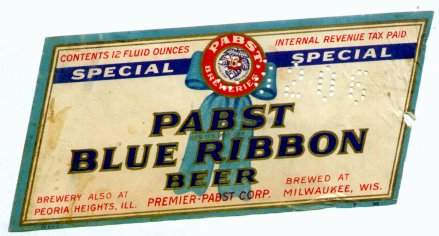 CONTENTS 12 FLUID OUNCES
INTERNAL REVENUE TAX PAID
PABST
BREWERIES
SPECIAL
SPECIAL
PABST
BLUE RIBBON
BEER
BREWERY ALSO AT
PEORIA HEIGHTS, ILL.
PREMIER-PABST CORP.
BREWED AT
MILWAUKEE, WIS.